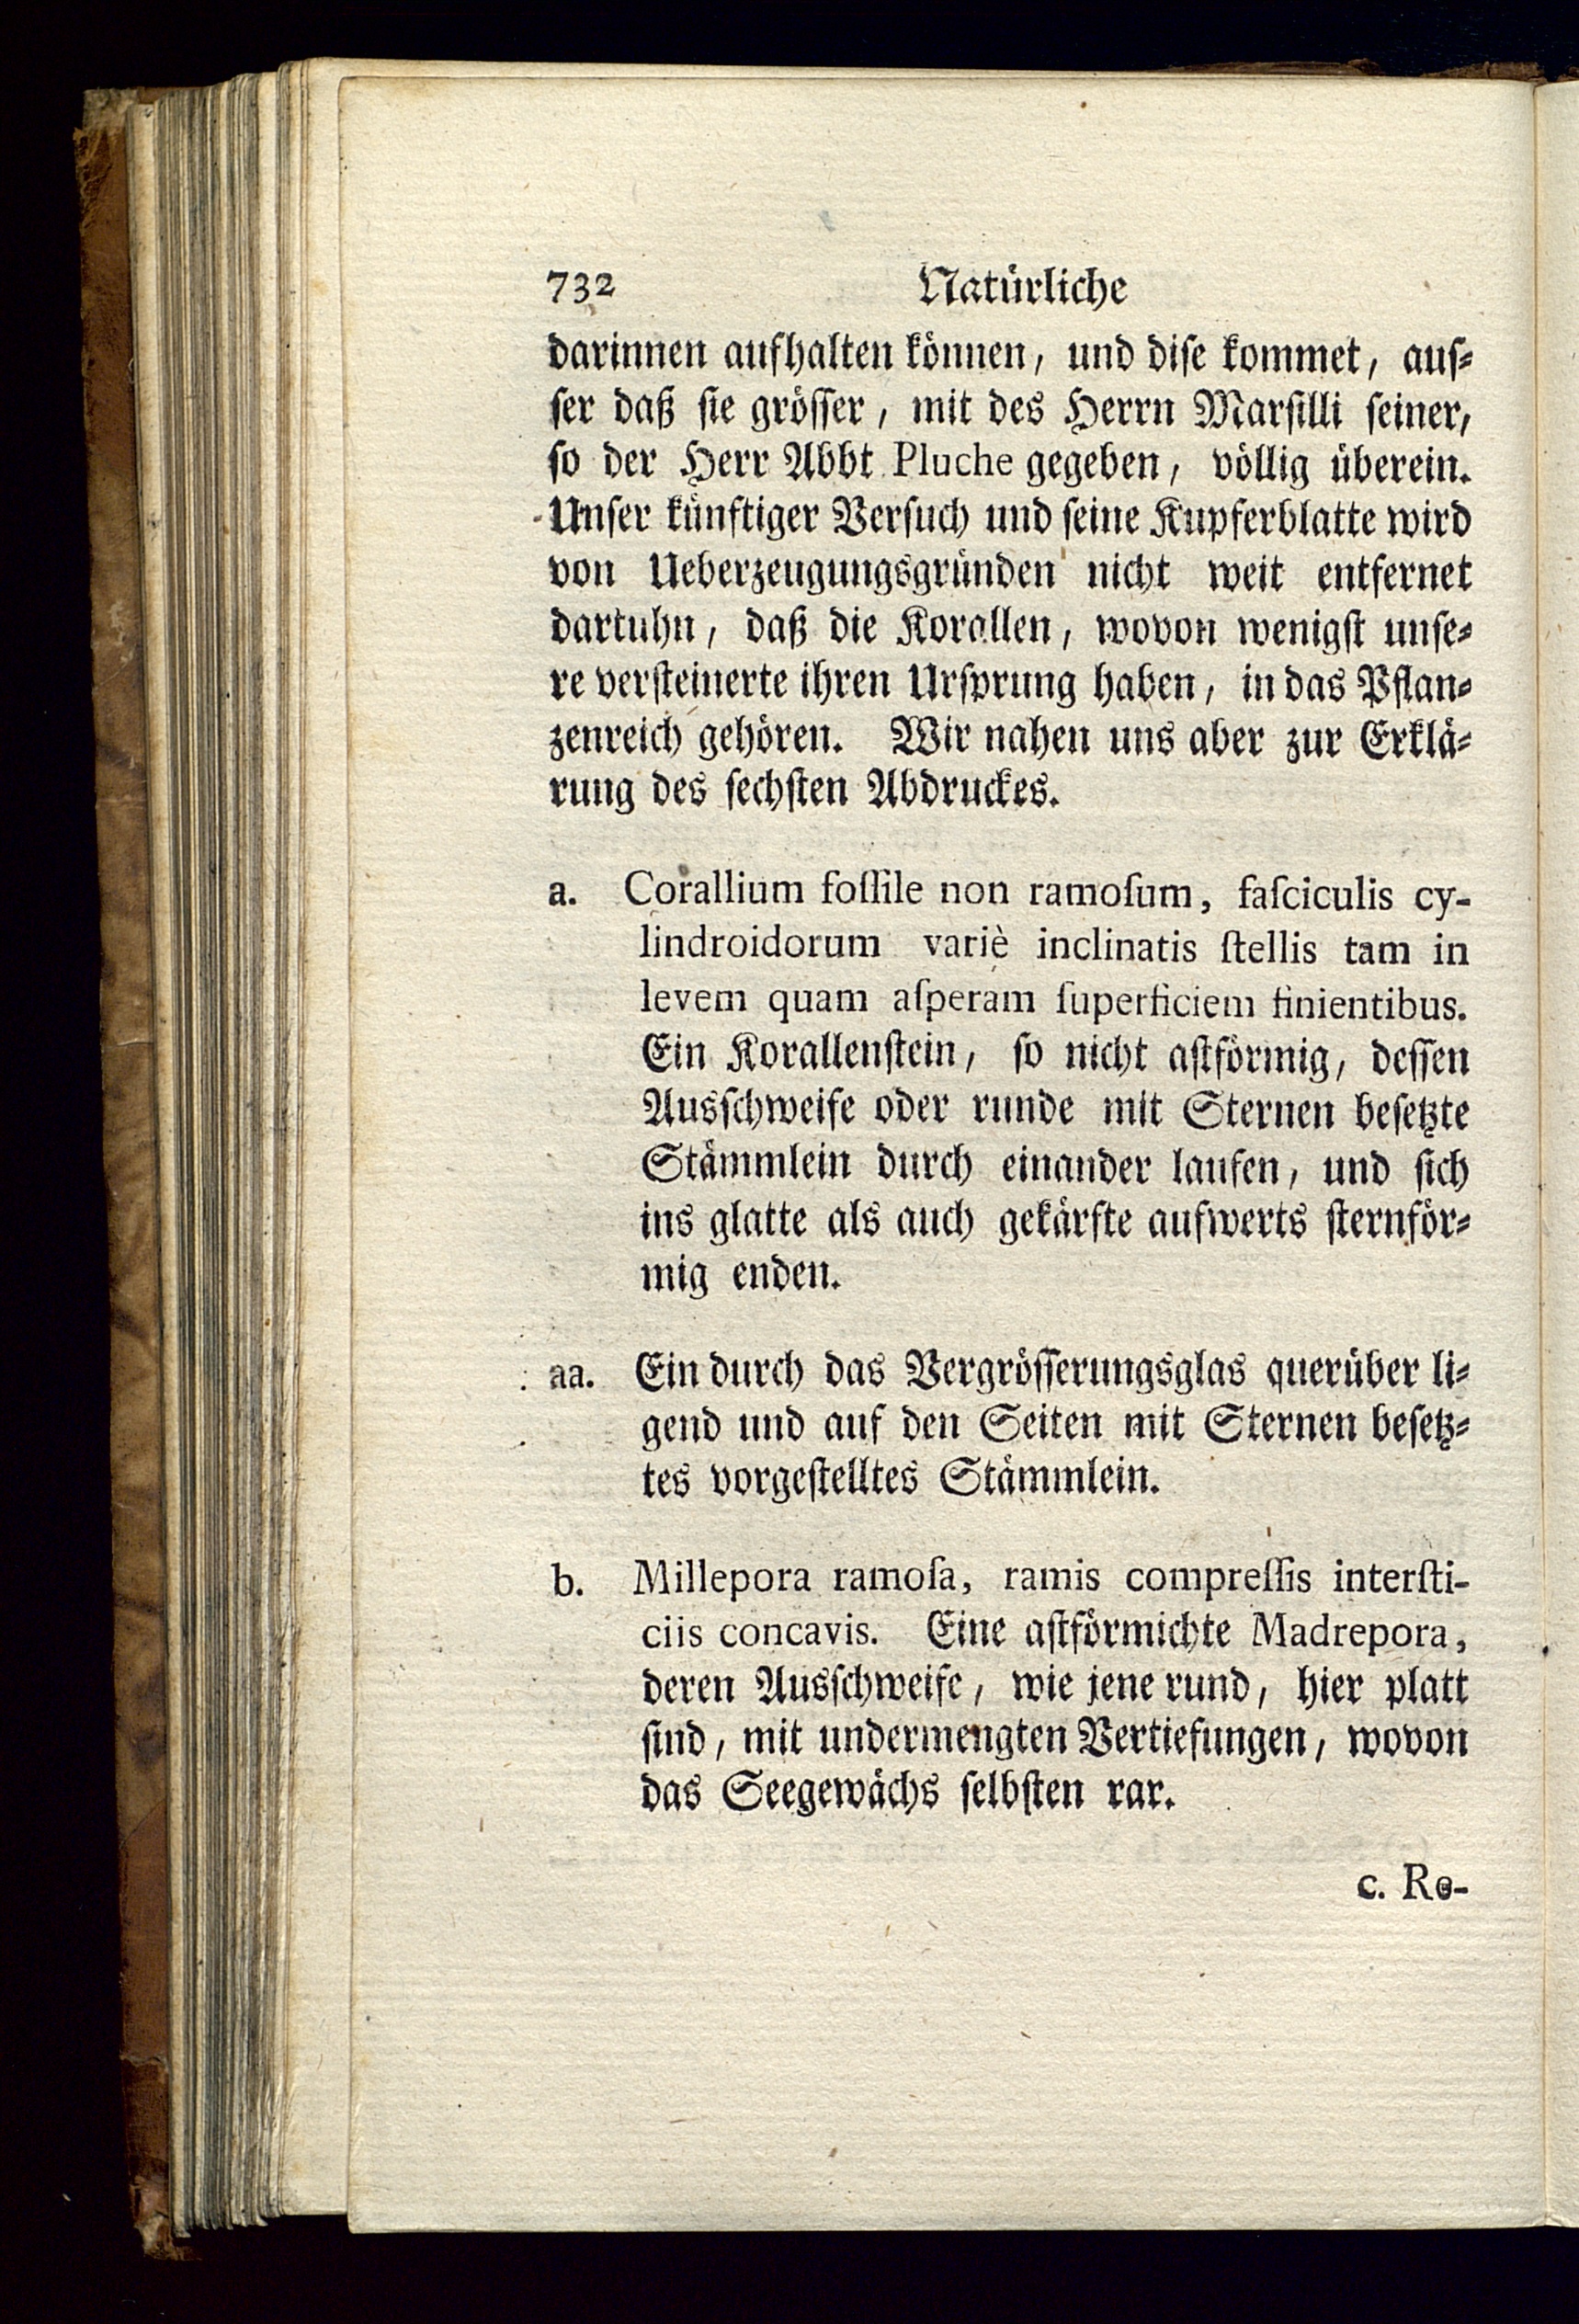 732 Natürliche
darinnen aufhalten können, und dise kommet, aus-
ser daß sie grösser, mit des Herrn Marsilli seiner,
so der Herr Abbt Pluche gegeben, völlig überein.
Unser künftiger Versuch und seine Kupferblatte wird
von Ueberzeugungsgründen nicht weit entfernet
dartuhn, daß die Korallen, wovon wenigst unse-
re versteinerte ihren Ursprung haben, in das Pflan-
zenreich gehören. Wir nahen uns aber zur Erklä-
rung des sechsten Abdruckes.
a. Corallium fossile non ramosum, fasciculis cy-
lindroidorum variè inclinatis stellis tam in
levem quam asperam superficiem finientibus.
Ein Korallenstein, so nicht astförmig, dessen
Ausschweife oder runde mit Sternen besetzte
Stämmlein durch einander laufen, und sich
ins glatte als auch gekärfte aufwerts sternför-
mig enden.
aa. Ein durch das Vergrösserungsglas querüber li-
gend und auf den Seiten mit Sternen besetz-
tes vorgestelltes Stämmlein.
b. Millepora ramosa, ramis compressis intersti-
ciis concavis. Eine astförmichte Madrepora,
deren Ausschweife, wie jene rund, hier platt
sind, mit undermengten Vertiefungen, wovon
das Seegewächs selbsten rar.
c. Re-